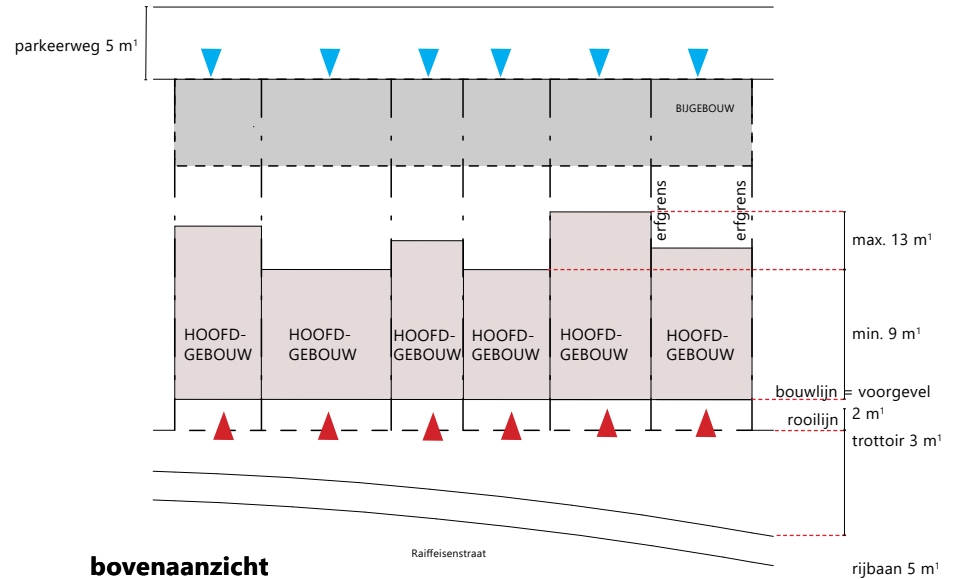 parkeerweg 5 m¹
BIJGEBOUW
erfgrens
erfgrens
max. 13 m¹
HOOFD-
GEBOUW
HOOFD-
GEBOUW
HOOFD-
GEBOUW
HOOFD-
GEBOUW
HOOFD-
GEBOUW
HOOFD-
GEBOUW
min. 9 m¹
bouwlijn = voorgevel
rooilijn
2 m¹
trottoir 3 m¹
Raiffeisenstraat
bovenaanzicht
rijbaan 5 m¹